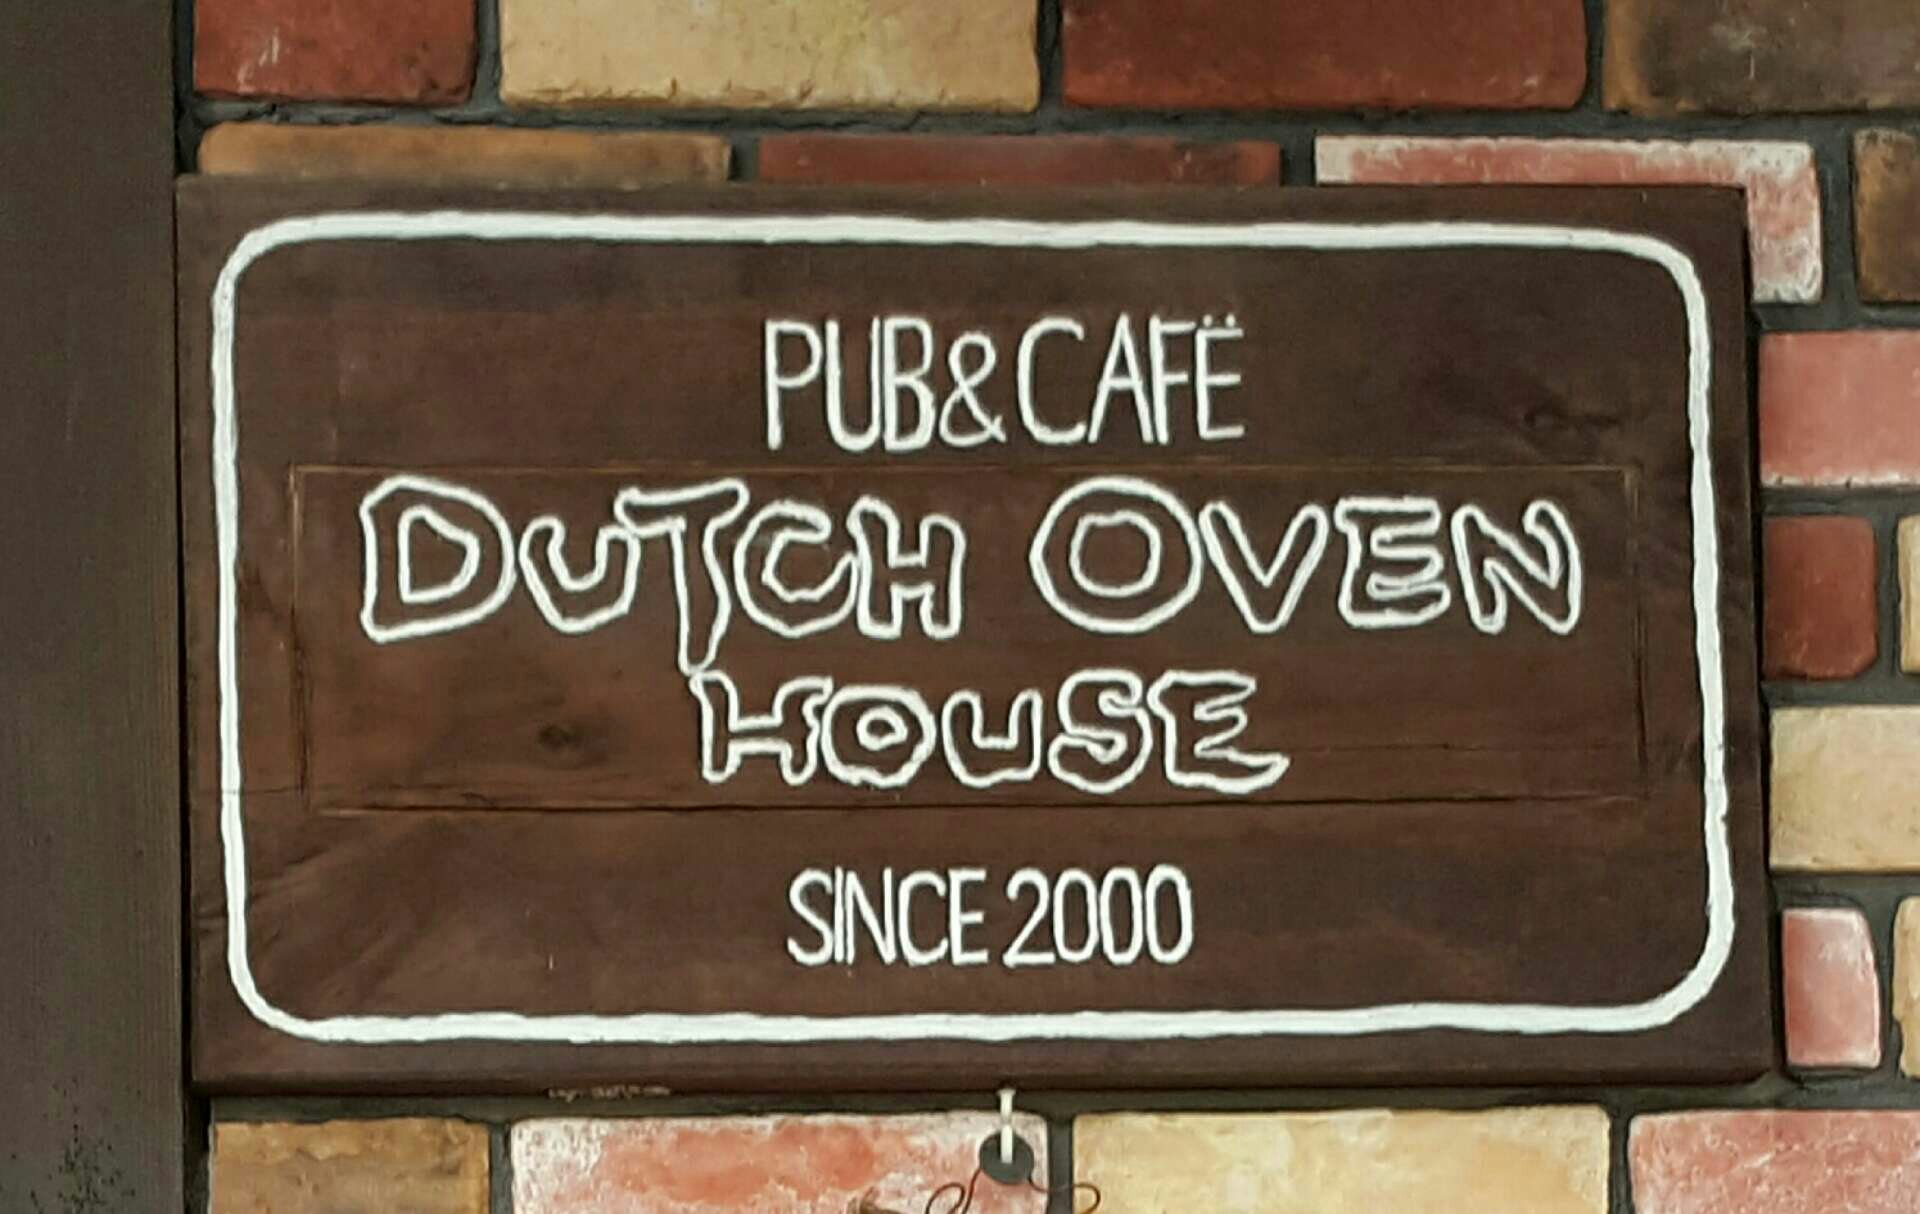 PUB&CAFË
DUTCH OVEN
HOUSE
SINCE 2000